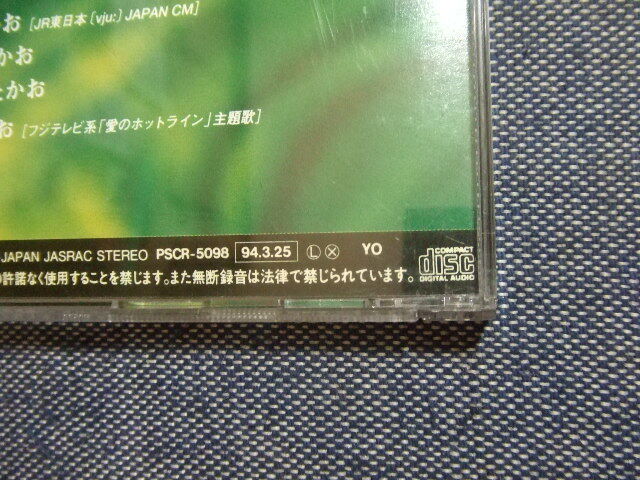 お [JR東日本 [vju:] JAPAN CM]
かお
たかお
お [フジテレビ系「愛のホットライン」主題歌]
JAPAN JASRAC STEREO PSCR-5098 94.3.25 Ⓛ Ⓧ YO
許諾なく使用することを禁じます。また無断録音は法律で禁じられています。
COMPACT
disc
DIGITAL AUDIO